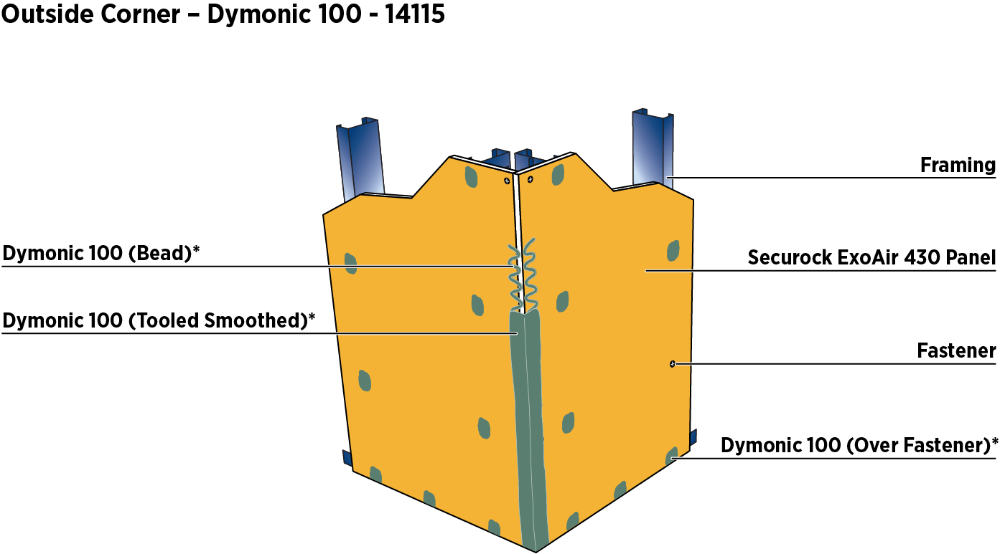 Outside Corner – Dymonic 100 - 14115
Framing
Dymonic 100 (Bead)*
Securock ExoAir 430 Panel
Dymonic 100 (Tooled Smoothed)*
Fastener
Dymonic 100 (Over Fastener)*